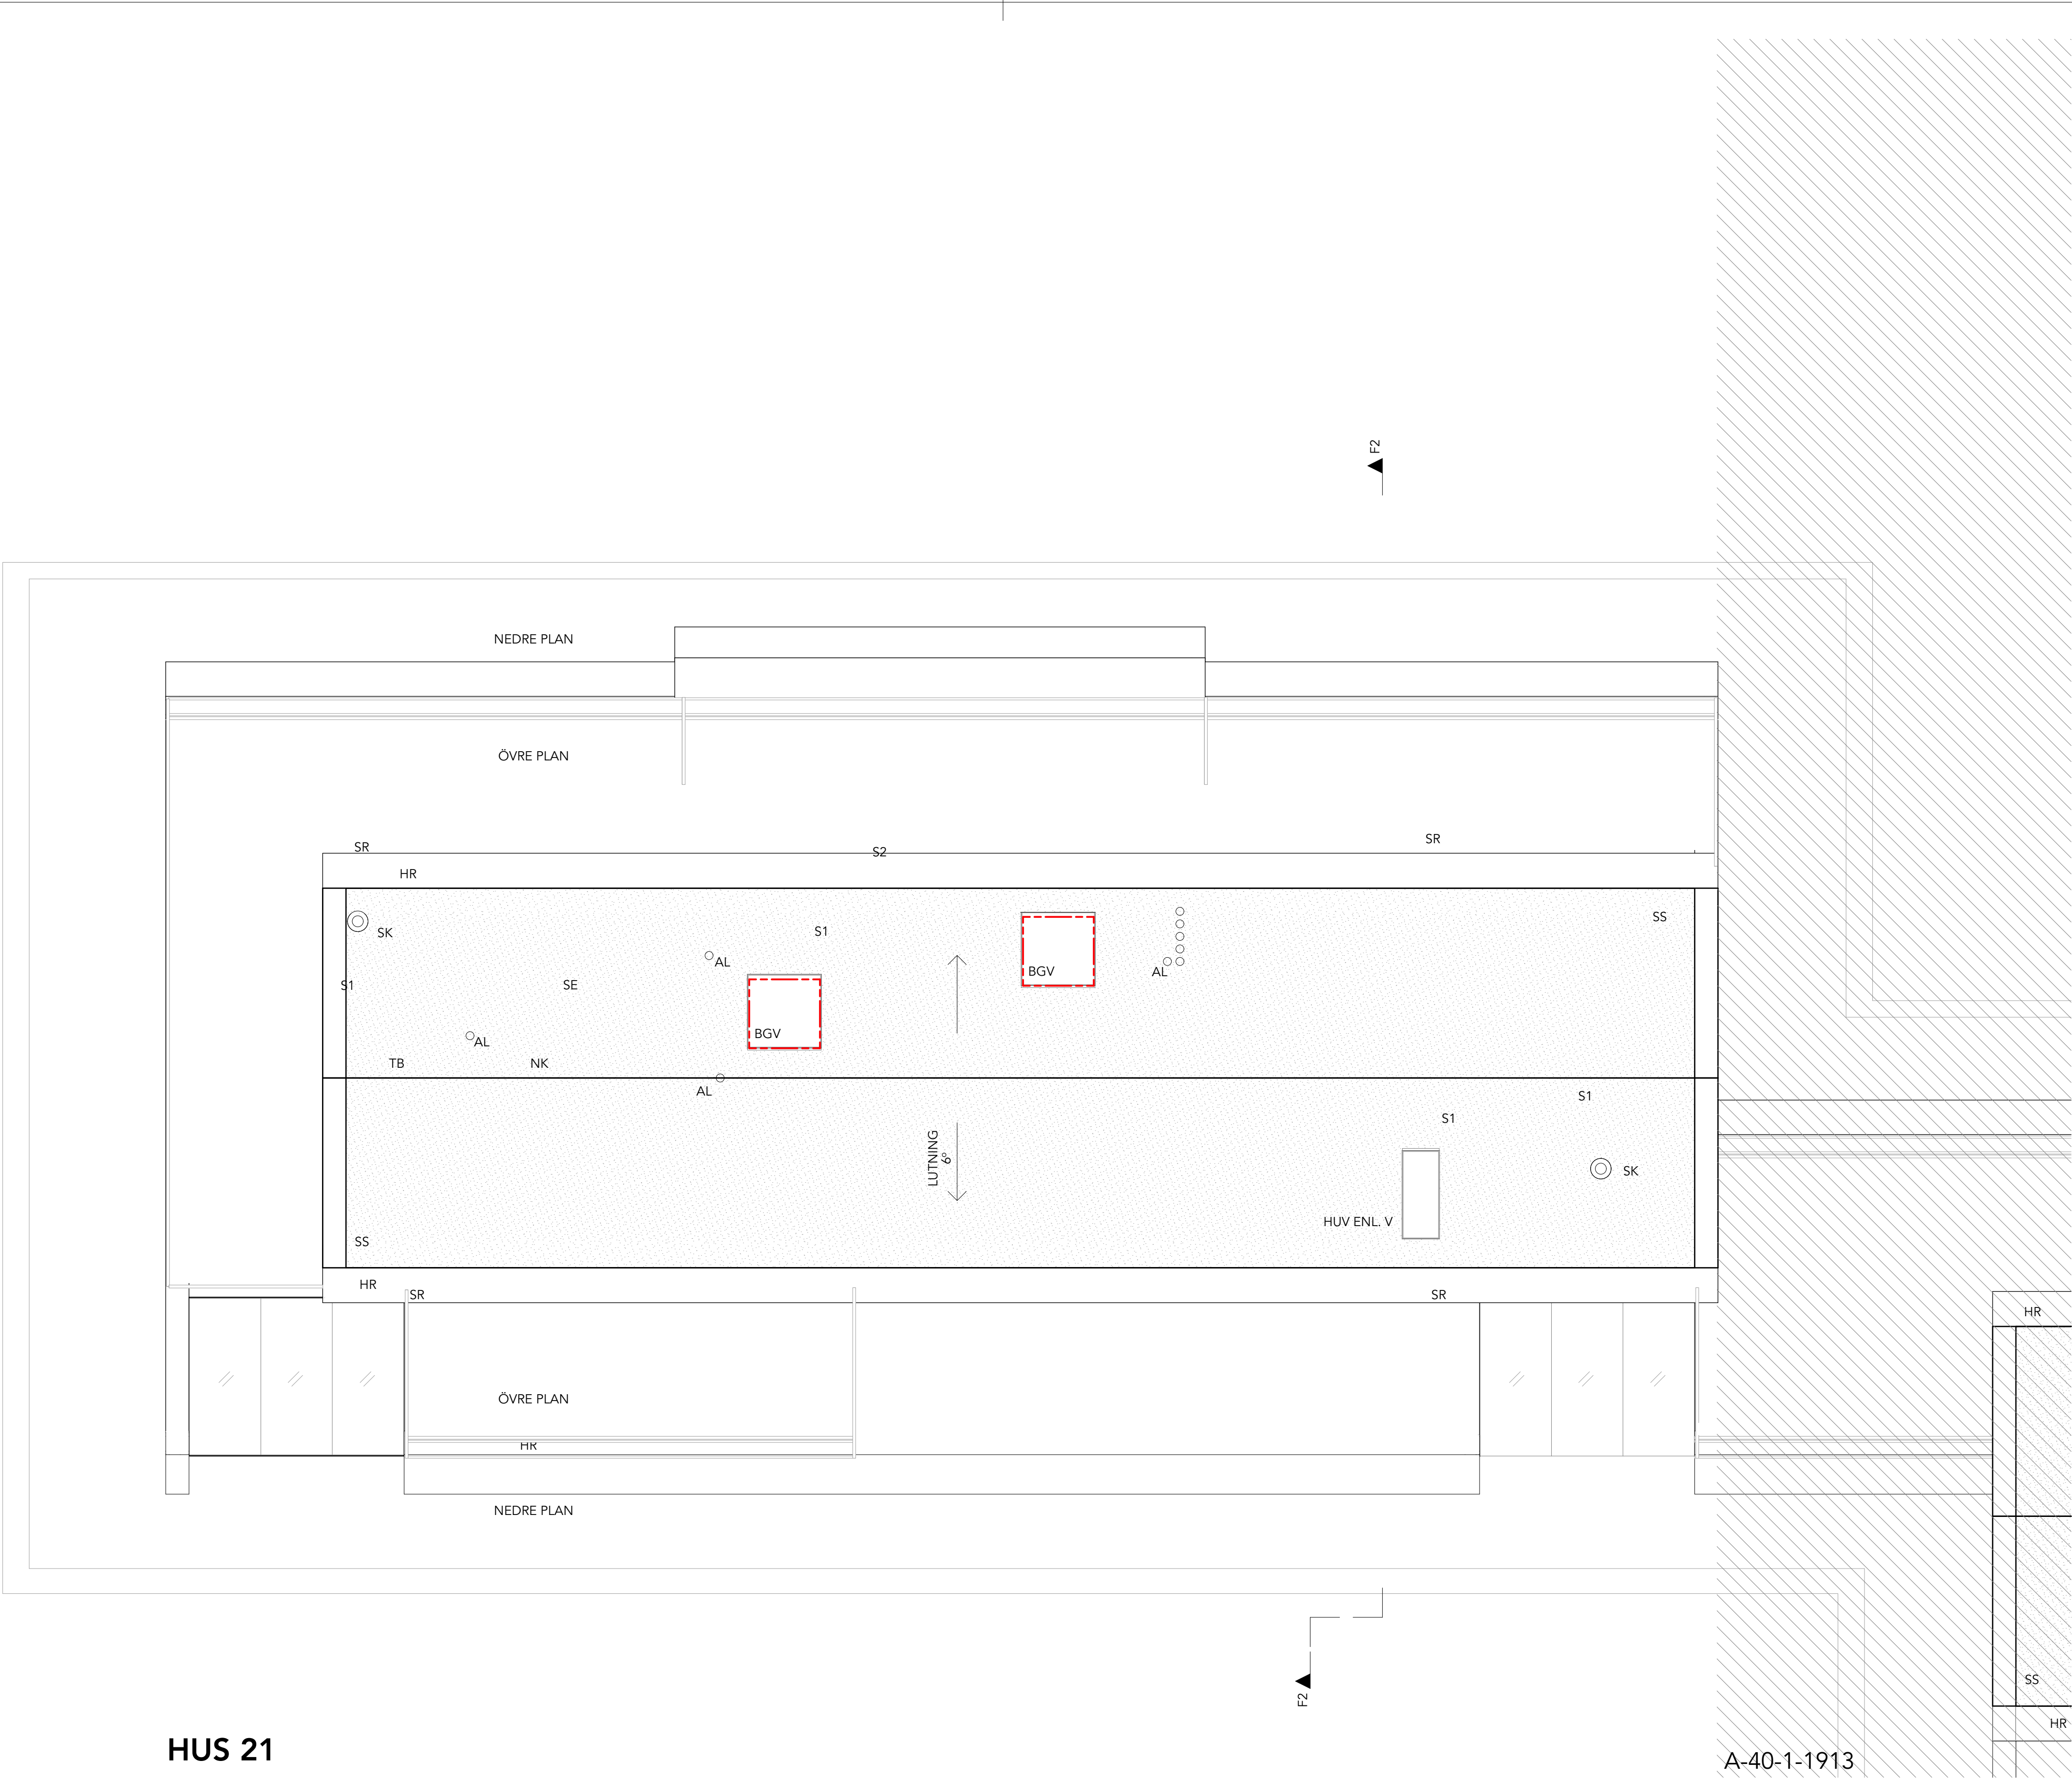 F2
NEDRE PLAN
ÖVRE PLAN
SR
S2
SR
HR
SK
S1
SS
AL
BGV
AL
S1
SE
BGV
AL
TB
NK
AL
S1
S1
LUTNING
6°
SK
HUV ENL. V
SS
HR
SR
SR
HR
ÖVRE PLAN
HR
NEDRE PLAN
SS
F2
HR
HUS 21
A-40-1-1913